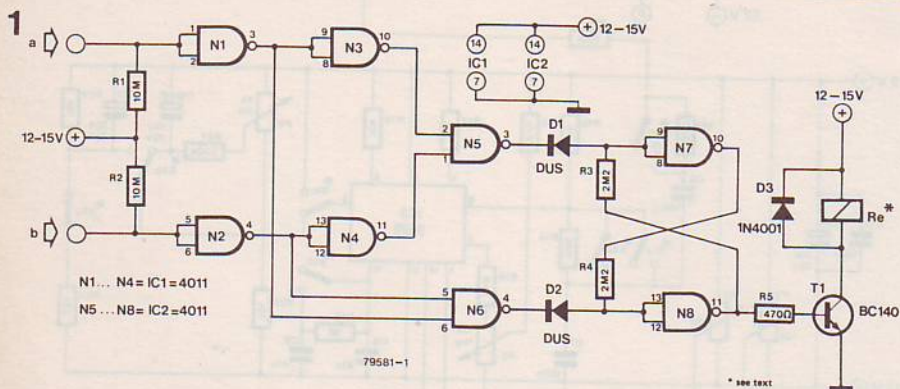 1
a
b
R1
10 M
12–15V
R2
10 M
1
2
N1
3
5
6
N2
4
9
8
N3
10
13
12
N4
11
2
1
N5
3
5
6
N6
4
14
IC1
7
14
IC2
7
12–15V
D1
DUS
R3
2M2
R4
2M2
D2
DUS
9
8
N7
10
13
12
N8
11
R5
470Ω
12–15V
D3
1N4001
Re*
T1
BC140
N1... N4= IC1=4011
N5 ...N8= IC2=4011
79581–1
* see text